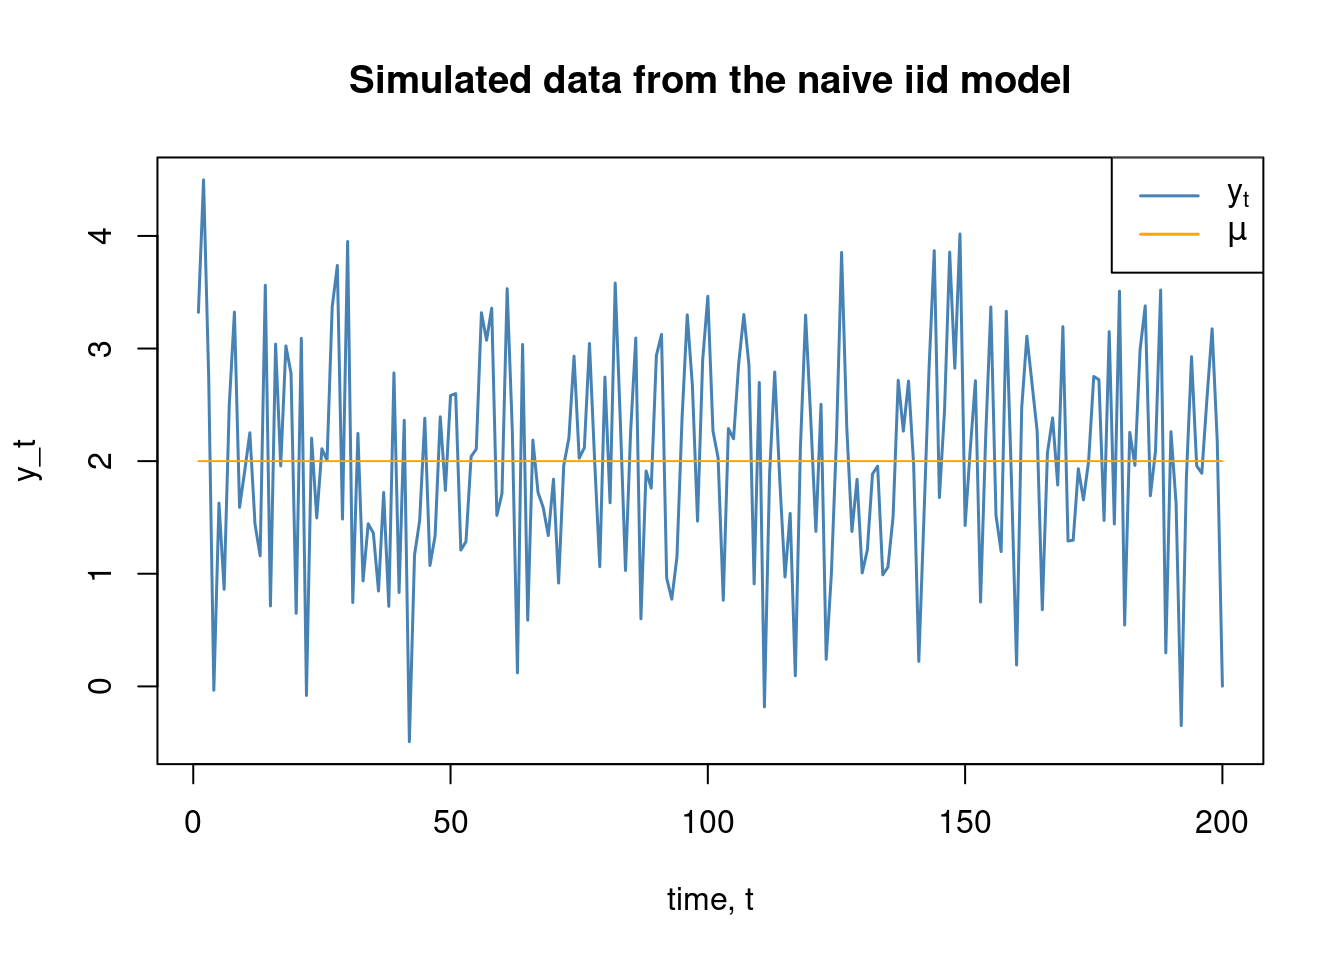 Simulated data from the naive iid model
yₜ
μ
4
3
2
1
0
y_t
0 50 100 150 200
time, t